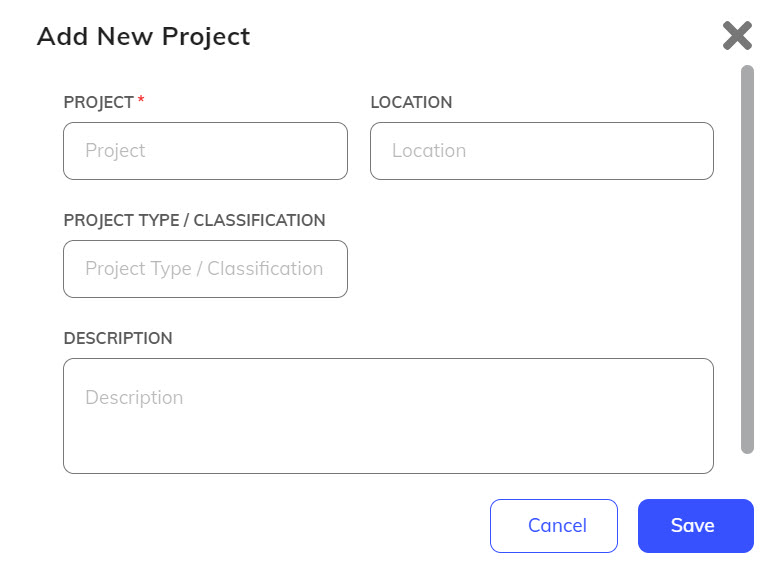 Add New Project
PROJECT * LOCATION
Project Location
PROJECT TYPE / CLASSIFICATION
Project Type / Classification
DESCRIPTION
Description
Cancel Save